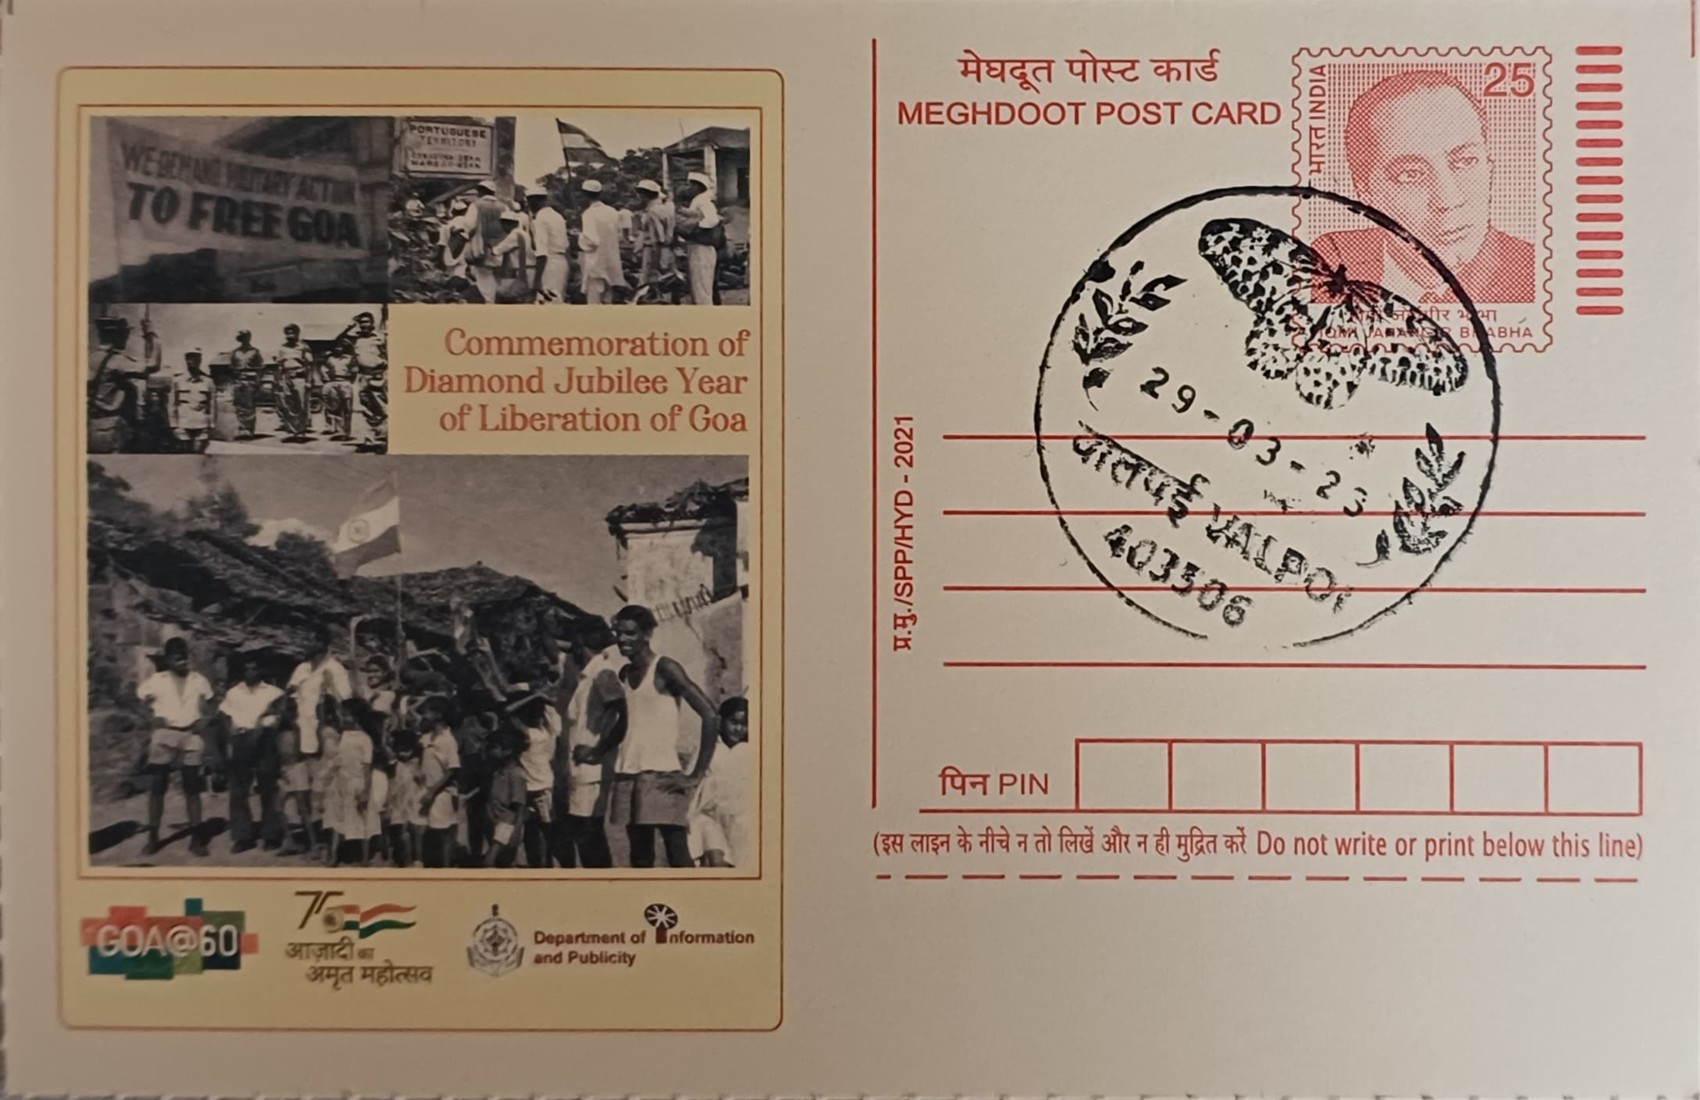 WE DEMAND MILITARY ACTION
TO FREE GOA
PORTUGUESE
TERRITORY
Commemoration of
Diamond Jubilee Year
of Liberation of Goa
GOA@60
75
आज़ादी का
अमृत महोत्सव
Department of Information
and Publicity
मेघदूत पोस्ट कार्ड
MEGHDOOT POST CARD
भारत INDIA
25
HOMI JAHANGIR BHABHA
प्र.मु./SPP/HYD - 2021
29-03-23
वालपई VALPOI
403506
पिन PIN
(इस लाइन के नीचे न तो लिखें और न ही मुद्रित करें Do not write or print below this line)